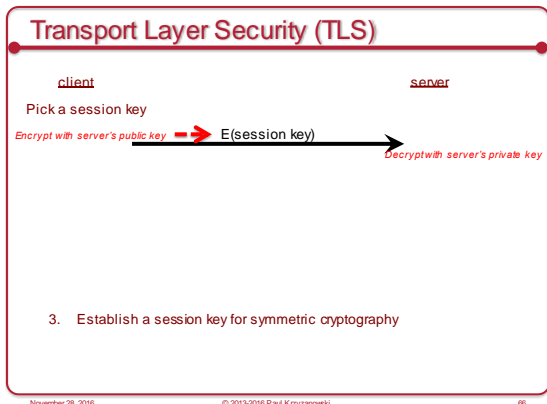 Transport Layer Security (TLS)
client server
Pick a session key
Encrypt with server's public key E(session key)
Decrypt with server's private key
3. Establish a session key for symmetric cryptography
November 28, 2016 © 2013-2016 Paul Krzyzanowski 66